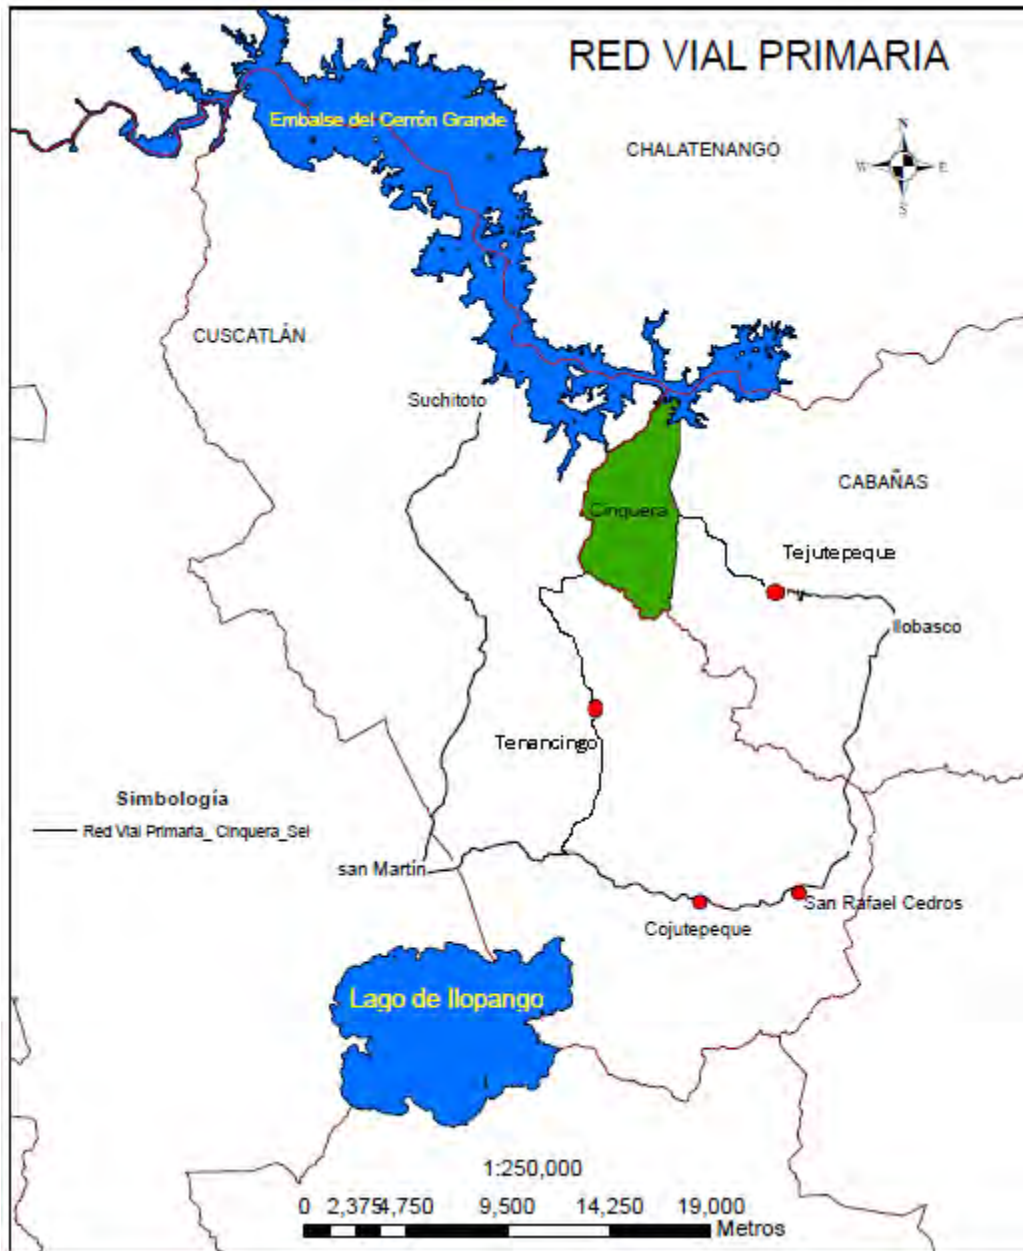 RED VIAL PRIMARIA
Embalse del Cerrón Grande
CHALATENANGO
N
W
E
S
CUSCATLÁN
Suchitoto
CABAÑAS
Cinquera
Tejutepeque
Ilobasco
Tenancingo
Simbología
Red Vial Primaria_ Cinquera_Sel
san Martín
San Rafael Cedros
Cojutepeque
Lago de Ilopango
1:250,000
0 2,375 4,750 9,500 14,250 19,000
Metros